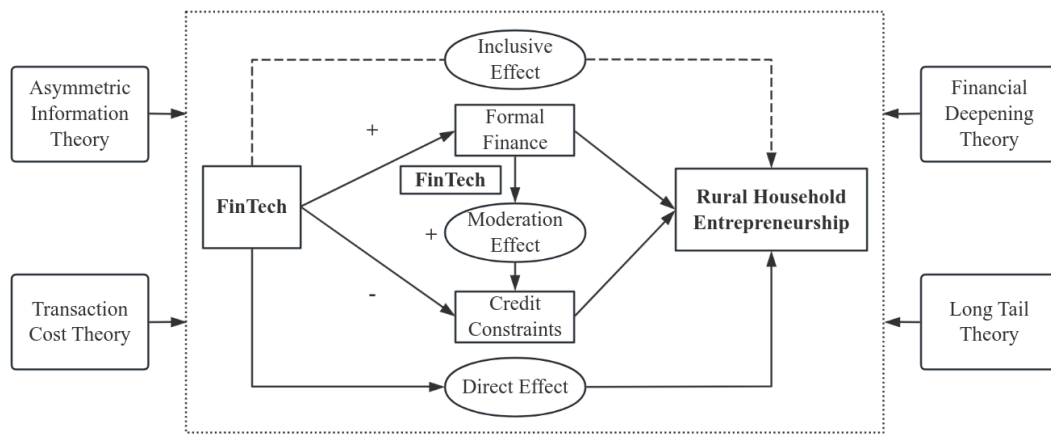 Inclusive
Effect
Asymmetric
Information
Theory
Financial
Deepening
Theory
+
Formal
Finance
FinTech
FinTech
Rural Household
Entrepreneurship
+
Moderation
Effect
-
Credit
Constraints
Transaction
Cost Theory
Long Tail
Theory
Direct Effect